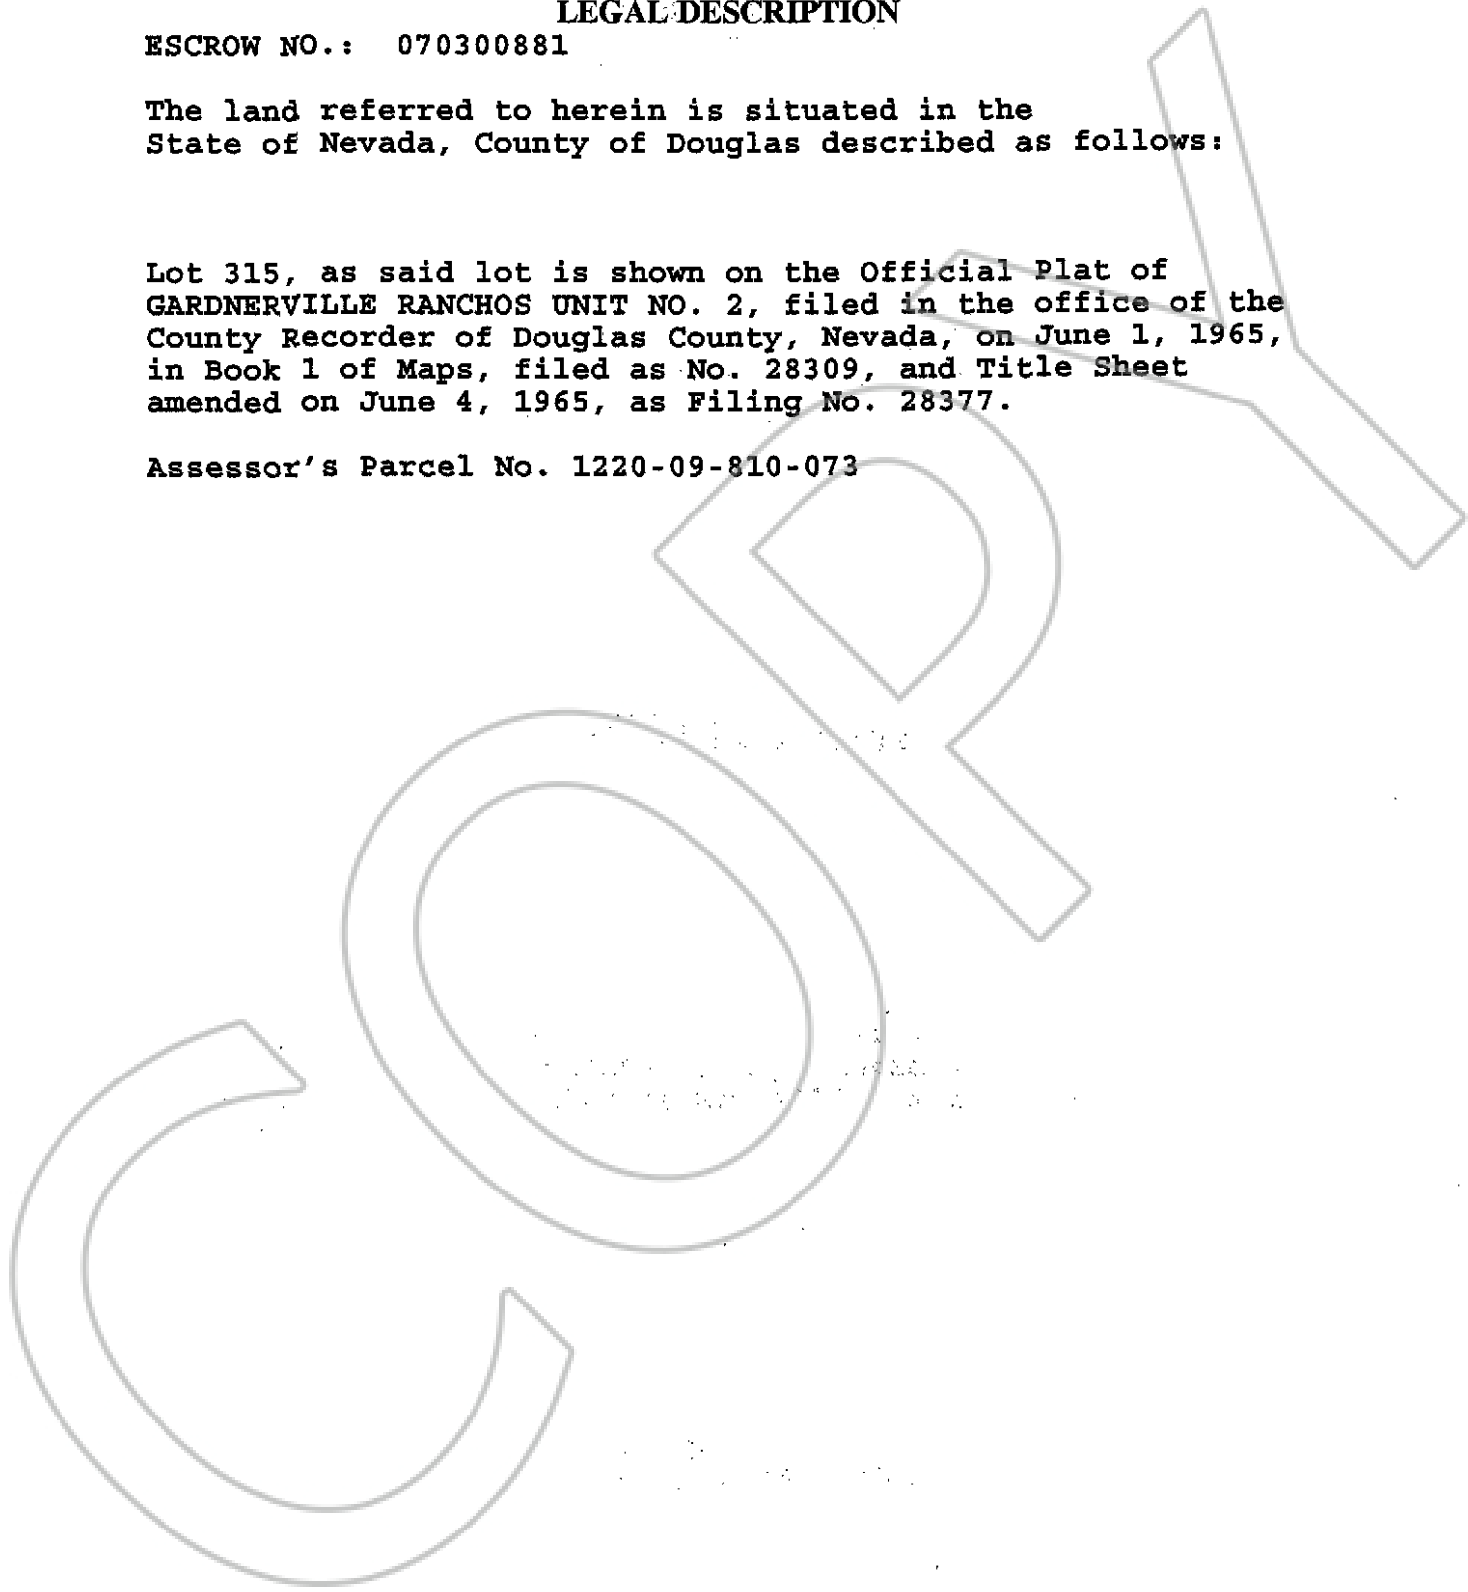 LEGAL DESCRIPTION
ESCROW NO.: 070300881
The land referred to herein is situated in the
State of Nevada, County of Douglas described as follows:
Lot 315, as said lot is shown on the Official Plat of
GARDNERVILLE RANCHOS UNIT NO. 2, filed in the office of the
County Recorder of Douglas County, Nevada, on June 1, 1965,
in Book 1 of Maps, filed as No. 28309, and Title Sheet
amended on June 4, 1965, as Filing No. 28377.
Assessor's Parcel No. 1220-09-810-073
COPY